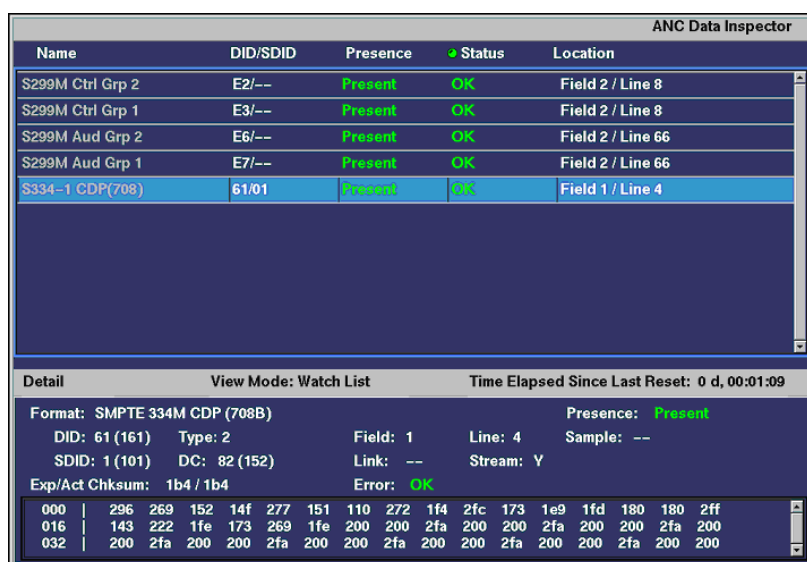 ANC Data Inspector
Name DID/SDID Presence Status Location
S299M Ctrl Grp 2 E2/-- Present OK Field 2 / Line 8
S299M Ctrl Grp 1 E3/-- Present OK Field 2 / Line 8
S299M Aud Grp 2 E6/-- Present OK Field 2 / Line 66
S299M Aud Grp 1 E7/-- Present OK Field 2 / Line 66
S334-1 CDP(708) 61/01 Present OK Field 1 / Line 4
Detail View Mode: Watch List Time Elapsed Since Last Reset: 0 d, 00:01:09
Format: SMPTE 334M CDP (708B) Presence: Present
DID: 61 (161) Type: 2 Field: 1 Line: 4 Sample: --
SDID: 1 (101) DC: 82 (152) Link: -- Stream: Y
Exp/Act Chksum: 1b4 / 1b4 Error: OK
000 | 296 269 152 14f 277 151 110 272 1f4 2fc 173 1e9 1fd 180 180 2ff
016 | 143 222 1fe 173 269 1fe 200 200 2fa 200 200 2fa 200 200 2fa 200
032 | 200 2fa 200 200 2fa 200 200 2fa 200 200 2fa 200 200 2fa 200 200